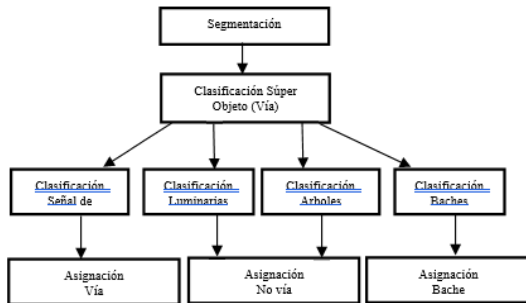 Segmentación
Clasificación Súper
Objeto (Vía)
Clasificación
Señal de
Clasificación
Luminarias
Clasificación
Arboles
Clasificación
Baches
Asignación
Vía
Asignación
No vía
Asignación
Bache